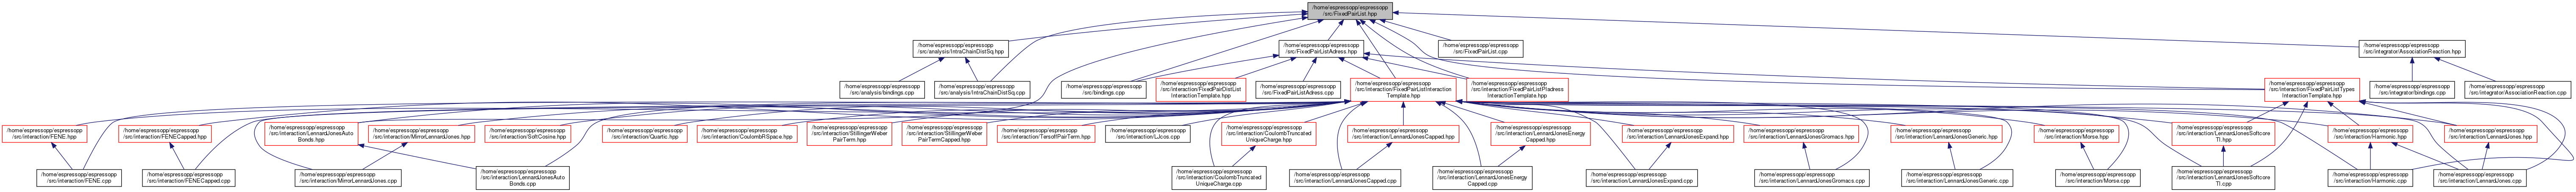 /home/espressopp/espressopp
/src/FixedPairList.hpp
/home/espressopp/espressopp
/src/analysis/IntraChainDistSq.hpp
/home/espressopp/espressopp
/src/FixedPairListAdress.hpp
/home/espressopp/espressopp
/src/FixedPairList.cpp
/home/espressopp/espressopp
/src/integrator/AssociationReaction.hpp
/home/espressopp/espressopp
/src/analysis/bindings.cpp
/home/espressopp/espressopp
/src/analysis/IntraChainDistSq.cpp
/home/espressopp/espressopp
/src/bindings.cpp
/home/espressopp/espressopp
/src/interaction/FixedPairDistList
InteractionTemplate.hpp
/home/espressopp/espressopp
/src/FixedPairListAdress.cpp
/home/espressopp/espressopp
/src/interaction/FixedPairListInteraction
Template.hpp
/home/espressopp/espressopp
/src/interaction/FixedPairListPIadress
InteractionTemplate.hpp
/home/espressopp/espressopp
/src/interaction/FixedPairListTypes
InteractionTemplate.hpp
/home/espressopp/espressopp
/src/integrator/bindings.cpp
/home/espressopp/espressopp
/src/integrator/AssociationReaction.cpp
/home/espressopp/espressopp
/src/interaction/FENE.hpp
/home/espressopp/espressopp
/src/interaction/FENECapped.hpp
/home/espressopp/espressopp
/src/interaction/LennardJonesAuto
Bonds.hpp
/home/espressopp/espressopp
/src/interaction/MirrorLennardJones.hpp
/home/espressopp/espressopp
/src/interaction/SoftCosine.hpp
/home/espressopp/espressopp
/src/interaction/Quartic.hpp
/home/espressopp/espressopp
/src/interaction/CoulombRSpace.hpp
/home/espressopp/espressopp
/src/interaction/StillingerWeber
PairTerm.hpp
/home/espressopp/espressopp
/src/interaction/StillingerWeber
PairTermCapped.hpp
/home/espressopp/espressopp
/src/interaction/TersoffPairTerm.hpp
/home/espressopp/espressopp
/src/interaction/LJcos.hpp
/home/espressopp/espressopp
/src/interaction/CoulombTruncated
UniqueCharge.hpp
/home/espressopp/espressopp
/src/interaction/LennardJonesCapped.hpp
/home/espressopp/espressopp
/src/interaction/LennardJonesEnergy
Capped.hpp
/home/espressopp/espressopp
/src/interaction/LennardJonesExpand.hpp
/home/espressopp/espressopp
/src/interaction/LennardJonesGromacs.hpp
/home/espressopp/espressopp
/src/interaction/LennardJonesGeneric.hpp
/home/espressopp/espressopp
/src/interaction/Morse.hpp
/home/espressopp/espressopp
/src/interaction/LennardJonesSoftcore
TI.hpp
/home/espressopp/espressopp
/src/interaction/Harmonic.hpp
/home/espressopp/espressopp
/src/interaction/LennardJones.hpp
/home/espressopp/espressopp
/src/interaction/FENE.cpp
/home/espressopp/espressopp
/src/interaction/FENECapped.cpp
/home/espressopp/espressopp
/src/interaction/MirrorLennardJones.cpp
/home/espressopp/espressopp
/src/interaction/LennardJonesAuto
Bonds.cpp
/home/espressopp/espressopp
/src/interaction/CoulombTruncated
UniqueCharge.cpp
/home/espressopp/espressopp
/src/interaction/LennardJonesCapped.cpp
/home/espressopp/espressopp
/src/interaction/LennardJonesEnergy
Capped.cpp
/home/espressopp/espressopp
/src/interaction/LennardJonesExpand.cpp
/home/espressopp/espressopp
/src/interaction/LennardJonesGromacs.cpp
/home/espressopp/espressopp
/src/interaction/LennardJonesGeneric.cpp
/home/espressopp/espressopp
/src/interaction/Morse.cpp
/home/espressopp/espressopp
/src/interaction/LennardJonesSoftcore
TI.cpp
/home/espressopp/espressopp
/src/interaction/Harmonic.cpp
/home/espressopp/espressopp
/src/interaction/LennardJones.cpp